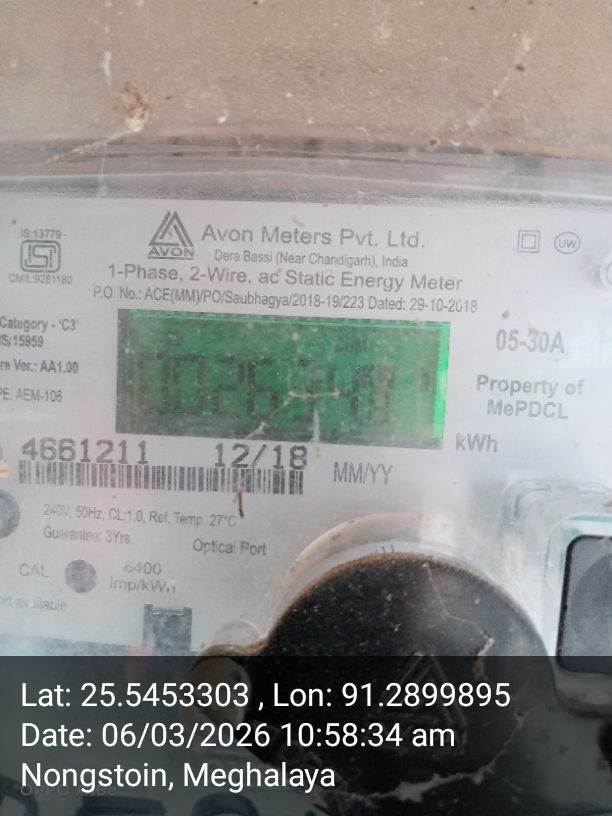 IS:13779
CM/L-9281180
AVON
Avon Meters Pvt. Ltd.
Dera Bassi (Near Chandigarh), India
1-Phase, 2-Wire, ac Static Energy Meter
P.O. No.: ACE(MM)/PO/Saubhagya/2018-19/223 Dated: 29-10-2018
UW
Category - 'C3'
IS:15959
re Ver.: AA1.00
PE: AEM-106
05-30A
Property of
MePDCL
kWh
4661211 12/18
MM/YY
240V, 50Hz, CL:1.0, Ref. Temp. 27°C
Guarantee: 3Yrs.
Optical Port
CAL
6400
imp/kWh
ort available
Lat: 25.5453303 , Lon: 91.2899895
Date: 06/03/2026 10:58:34 am
Nongstoin, Meghalaya